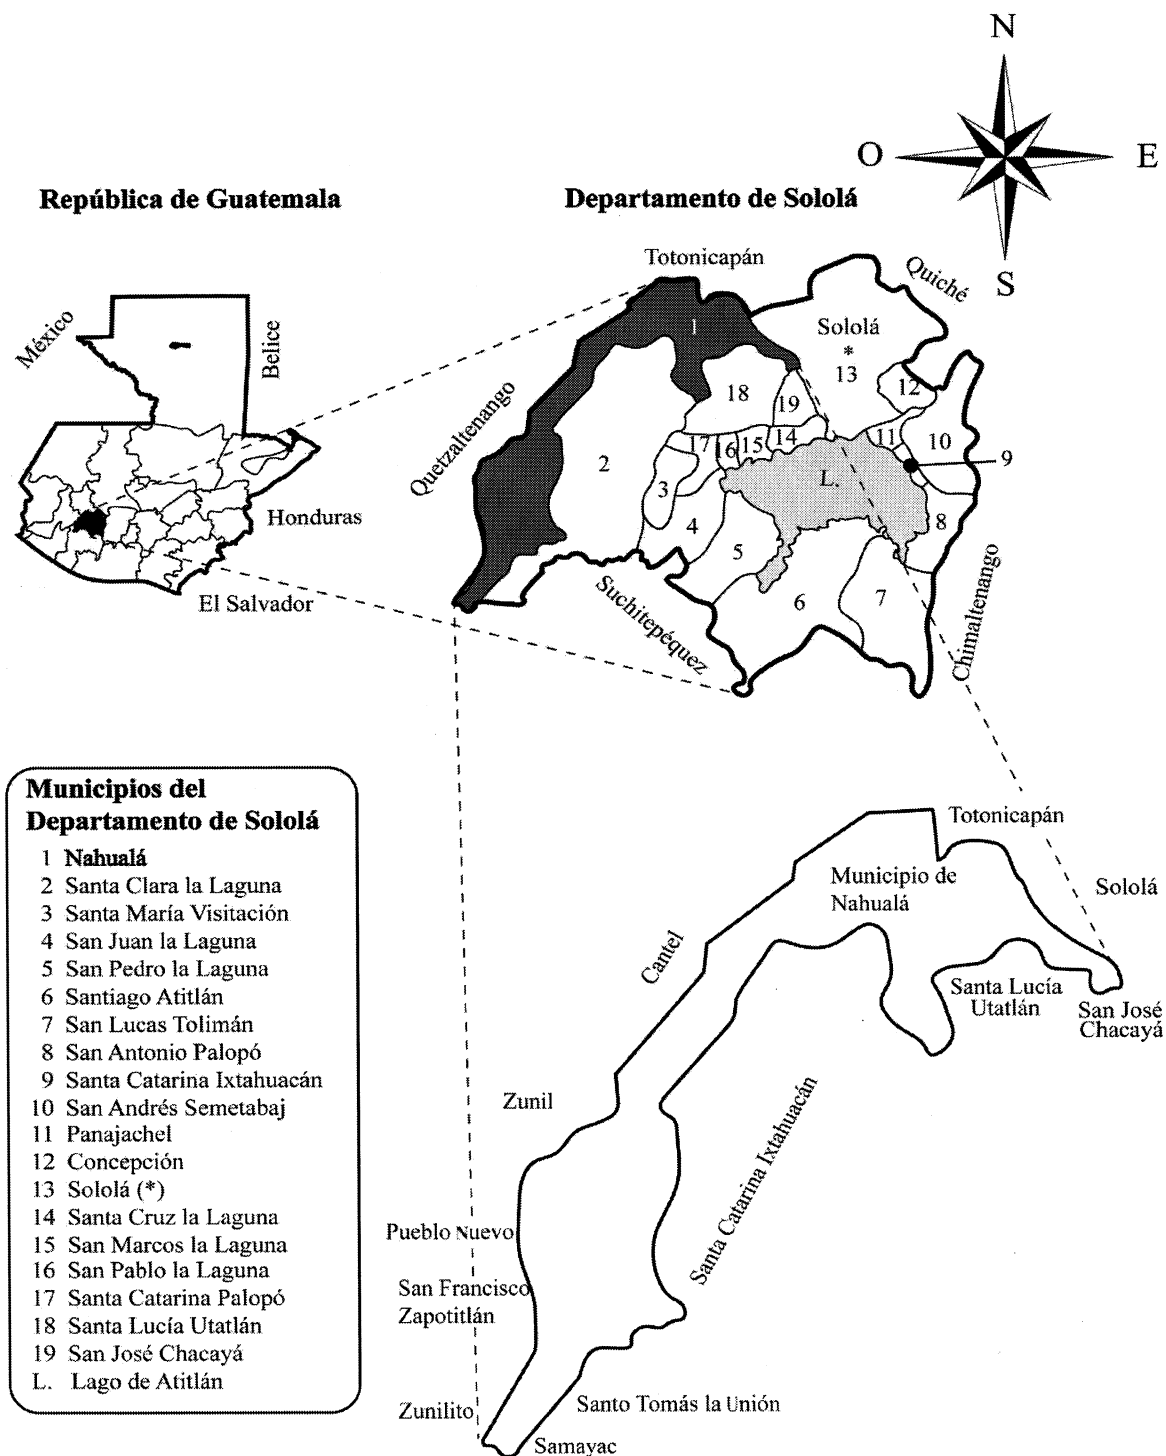 N
O
E
S
República de Guatemala
Departamento de Sololá
México
Belice
Honduras
El Salvador
Totonicapán
Quiché
Quetzaltenango
Suchitepéquez
Chimaltenango
1
Sololá
*
13
12
18
19
10
11
9
17
16
15
14
2
3
L.
4
8
5
6
7
Municipios del
Departamento de Sololá
1 Nahualá
2 Santa Clara la Laguna
3 Santa María Visitación
4 San Juan la Laguna
5 San Pedro la Laguna
6 Santiago Atitlán
7 San Lucas Tolimán
8 San Antonio Palopó
9 Santa Catarina Ixtahuacán
10 San Andrés Semetabaj
11 Panajachel
12 Concepción
13 Sololá (*)
14 Santa Cruz la Laguna
15 San Marcos la Laguna
16 San Pablo la Laguna
17 Santa Catarina Palopó
18 Santa Lucía Utatlán
19 San José Chacayá
L. Lago de Atitlán
Totonicapán
Municipio de
Nahualá
Sololá
Cantel
Santa Lucía
Utatlán
San José
Chacayá
Zunil
Santa Catarina Ixtahuacán
Pueblo Nuevo
San Francisco
Zapotitlán
Zunilito
Santo Tomás la Unión
Samayac